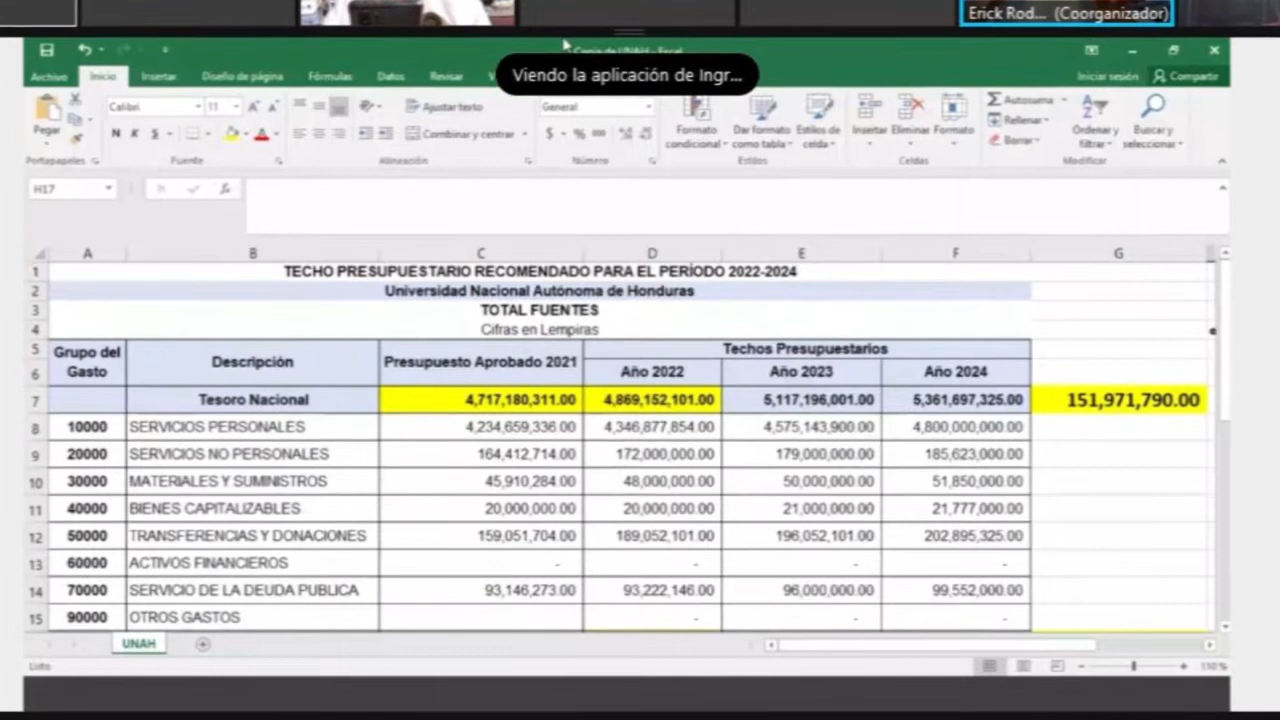 Erick Rod... (Coorganizador)
Copia de UNAH - Excel
Viendo la aplicación de Ingr...
Archivo Inicio Insertar Diseño de página Fórmulas Datos Revisar V Iniciar sesión Compartir
Pegar
Calibri 11
N K S
Ajustar texto
Combinar y centrar
General
$ % 000
Formato condicional
Dar formato como tabla
Estilos de celda
Insertar Eliminar Formato
Autosuma
Rellenar
Borrar
Ordenar y filtrar
Buscar y seleccionar
Portapapeles Fuente Alineación Número Estilos Celdas Modificar
H17 fx
A B C D E F G
1 TECHO PRESUPUESTARIO RECOMENDADO PARA EL PERÍODO 2022-2024
2 Universidad Nacional Autónoma de Honduras
3 TOTAL FUENTES
4 Cifras en Lempiras
5 Grupo del Gasto Descripción Presupuesto Aprobado 2021 Techos Presupuestarios
6 Año 2022 Año 2023 Año 2024
7 Tesoro Nacional 4,717,180,311.00 4,869,152,101.00 5,117,196,001.00 5,361,697,325.00 151,971,790.00
8 10000 SERVICIOS PERSONALES 4,234,659,336.00 4,346,877,854.00 4,575,143,900.00 4,800,000,000.00
9 20000 SERVICIOS NO PERSONALES 164,412,714.00 172,000,000.00 179,000,000.00 185,623,000.00
10 30000 MATERIALES Y SUMINISTROS 45,910,284.00 48,000,000.00 50,000,000.00 51,850,000.00
11 40000 BIENES CAPITALIZABLES 20,000,000.00 20,000,000.00 21,000,000.00 21,777,000.00
12 50000 TRANSFERENCIAS Y DONACIONES 159,051,704.00 189,052,101.00 196,052,101.00 202,895,325.00
13 60000 ACTIVOS FINANCIEROS - - - -
14 70000 SERVICIO DE LA DEUDA PUBLICA 93,146,273.00 93,222,146.00 96,000,000.00 99,552,000.00
15 90000 OTROS GASTOS - - -
UNAH
Listo 110%